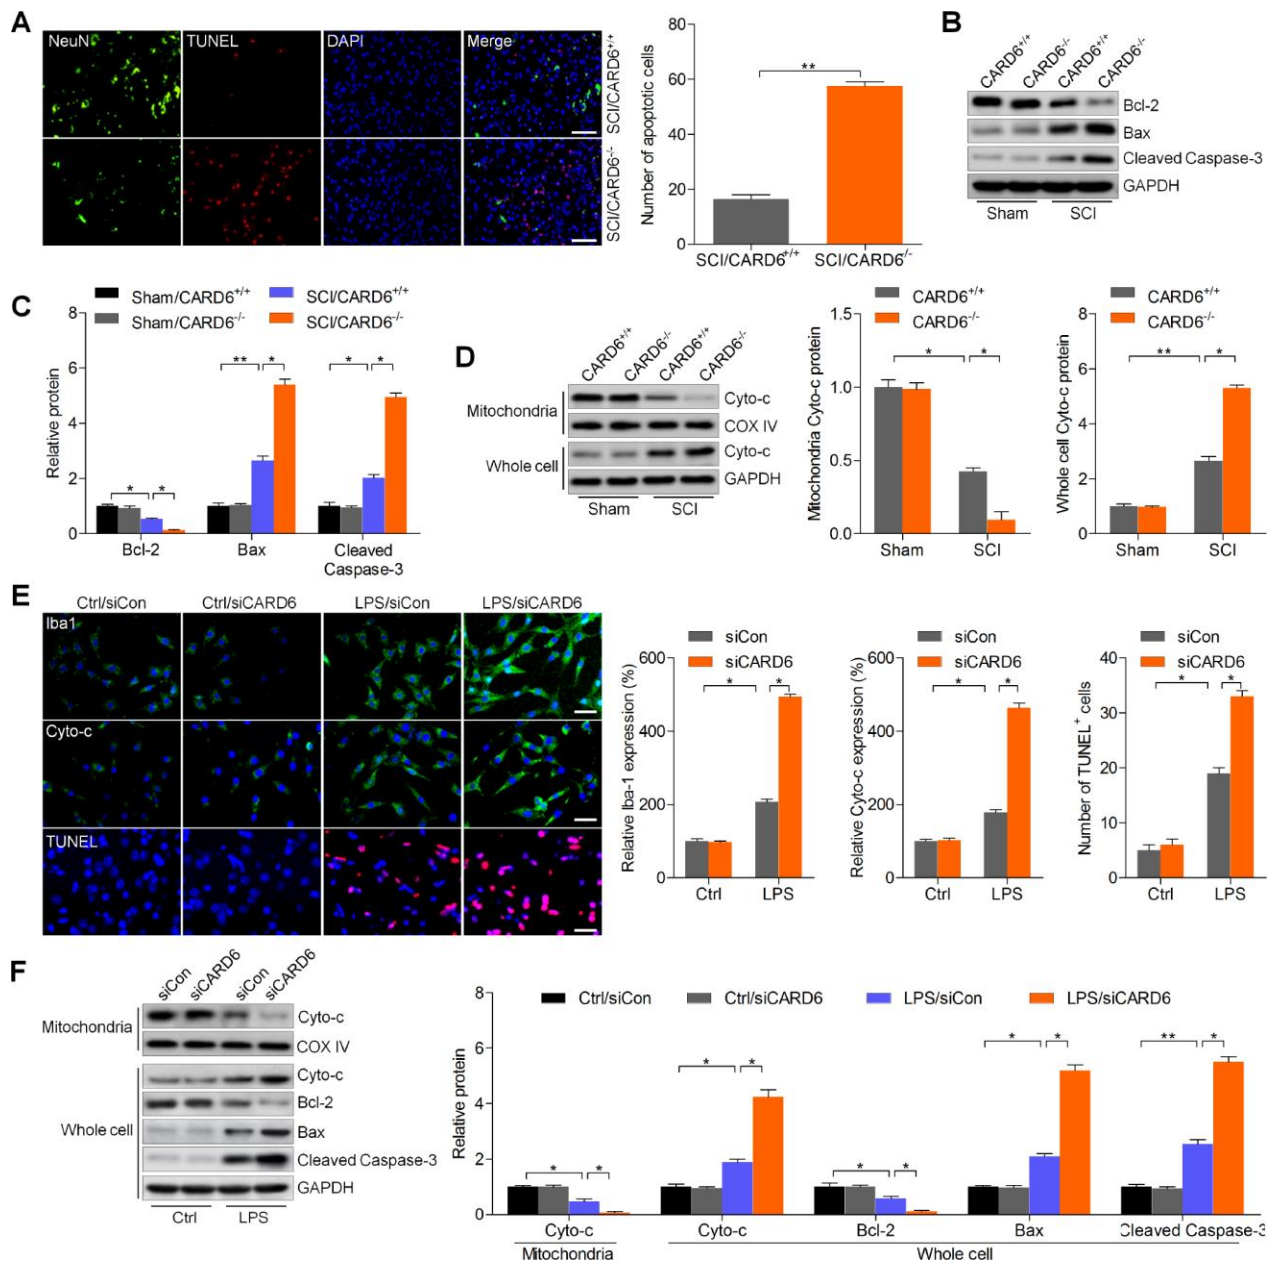 A
NeuN
TUNEL
DAPI
Merge
SCI/CARD6+/+
SCI/CARD6-/-
Number of apoptotic cells
80
60
40
20
0
**
SCI/CARD6+/+
SCI/CARD6-/-
B
CARD6+/+
CARD6-/-
CARD6+/+
CARD6-/-
Bcl-2
Bax
Cleaved Caspase-3
GAPDH
Sham
SCI
C
Sham/CARD6+/+
SCI/CARD6+/+
Sham/CARD6-/-
SCI/CARD6-/-
Relative protein
8
6
4
2
0
* *
** *
* *
Bcl-2
Bax
Cleaved
Caspase-3
D
CARD6+/+
CARD6-/-
CARD6+/+
CARD6-/-
Mitochondria
Cyto-c
COX IV
Whole cell
Cyto-c
GAPDH
Sham
SCI
CARD6+/+
CARD6-/-
Mitochondria Cyto-c protein
1.5
1.0
0.5
0.0
* *
Sham
SCI
CARD6+/+
CARD6-/-
Whole cell Cyto-c protein
8
6
4
2
0
** *
Sham
SCI
E
Ctrl/siCon
Ctrl/siCARD6
LPS/siCon
LPS/siCARD6
Iba1
Cyto-c
TUNEL
siCon
siCARD6
Relative Iba-1 expression (%)
600
400
200
0
* *
Ctrl
LPS
siCon
siCARD6
Relative Cyto-c expression (%)
600
400
200
0
* *
Ctrl
LPS
siCon
siCARD6
Number of TUNEL+ cells
40
30
20
10
0
* *
Ctrl
LPS
F
siCon
siCARD6
siCon
siCARD6
Mitochondria
Cyto-c
COX IV
Whole cell
Cyto-c
Bcl-2
Bax
Cleaved Caspase-3
GAPDH
Ctrl
LPS
Ctrl/siCon
Ctrl/siCARD6
LPS/siCon
LPS/siCARD6
Relative protein
8
6
4
2
0
* *
* *
* *
* *
** *
Cyto-c
Cyto-c
Bcl-2
Bax
Cleaved Caspase-3
Mitochondria
Whole cell